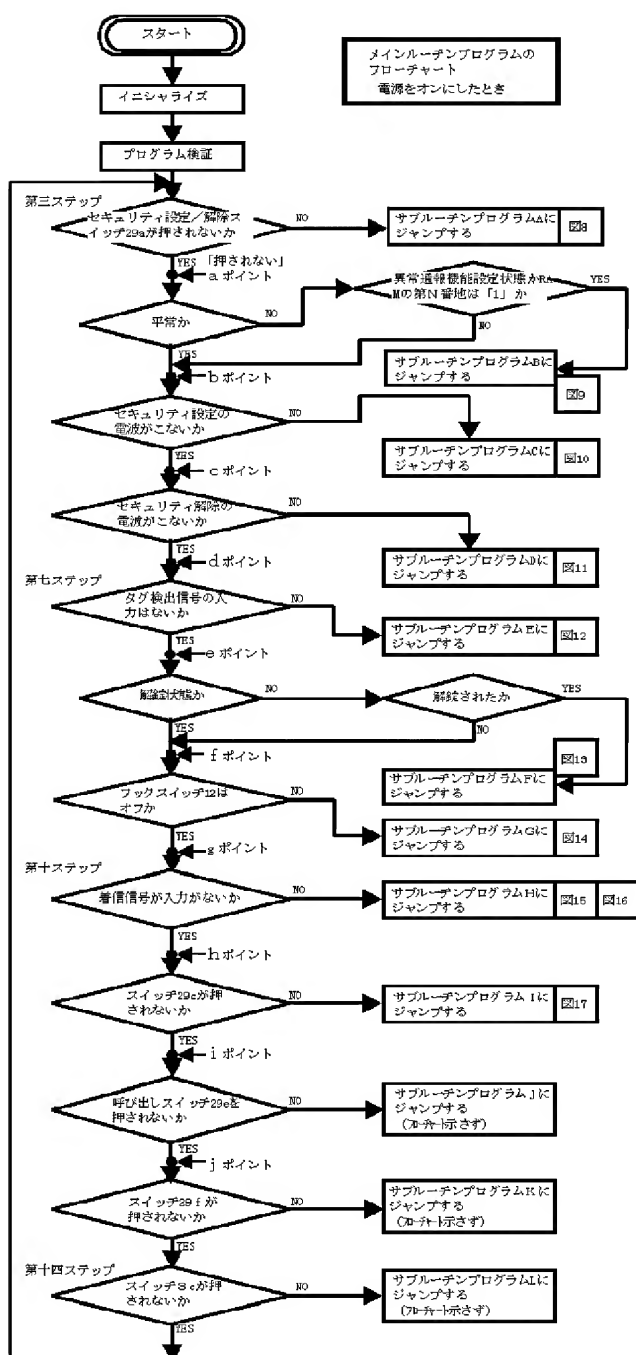 スタート
メインルーチンプログラムの
フローチャート
電源をオンにしたとき
イニシャライズ
プログラム検証
第三ステップ
セキュリティ設定/解除ス
イッチ29aが押されないか
NO
サブルーチンプログラムAに
ジャンプする
図8
YES 「押されない」
aポイント
平常か
NO
異常通報機能設定状態かRA
Mの第N番地は「1」か
YES
NO
YES
bポイント
サブルーチンプログラムBに
ジャンプする
図9
セキュリティ設定の
電波がこないか
NO
サブルーチンプログラムCに
ジャンプする
図10
YES
cポイント
セキュリティ解除の
電波がこないか
NO
サブルーチンプログラムDに
ジャンプする
図11
YES
dポイント
第七ステップ
タグ検出信号の入
力はないか
NO
サブルーチンプログラムEに
ジャンプする
図12
YES
eポイント
解錠状態か
NO
解錠されたか
YES
NO
YES
fポイント
図13
サブルーチンプログラムFに
ジャンプする
フックスイッチ12は
オフか
NO
サブルーチンプログラムGに
ジャンプする
図14
YES
gポイント
第十ステップ
着信信号が入力がないか
NO
サブルーチンプログラムHに
ジャンプする
図15
図16
YES
hポイント
スイッチ29cが押
されないか
NO
サブルーチンプログラムIに
ジャンプする
図17
YES
iポイント
呼び出しスイッチ29eを
押されないか
NO
サブルーチンプログラムJに
ジャンプする
(フローチャート示さず)
YES
jポイント
スイッチ29fが
押されないか
NO
サブルーチンプログラムKに
ジャンプする
(フローチャート示さず)
YES
第十四ステップ
スイッチ8cが押
されないか
NO
サブルーチンプログラムLに
ジャンプする
(フローチャート示さず)
YES